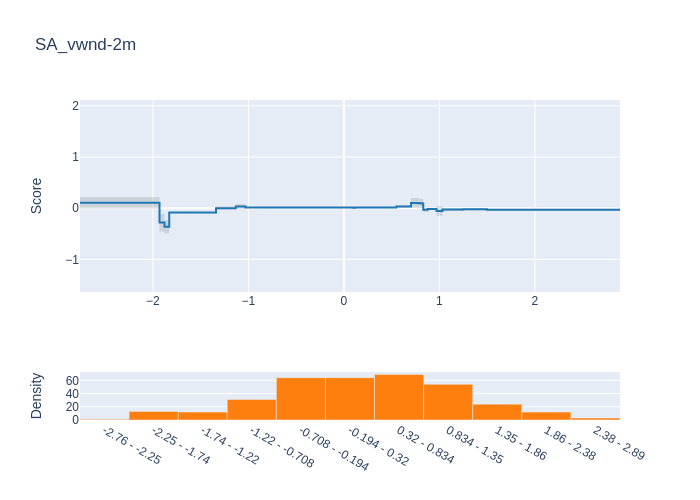 SA_vwnd-2m
Score
2
1
0
−1
−2
−1
0
1
2
Density
60
40
20
0
-2.76 - -2.25
-2.25 - -1.74
-1.74 - -1.22
-1.22 - -0.708
-0.708 - -0.194
-0.194 - 0.32
0.32 - 0.834
0.834 - 1.35
1.35 - 1.86
1.86 - 2.38
2.38 - 2.89